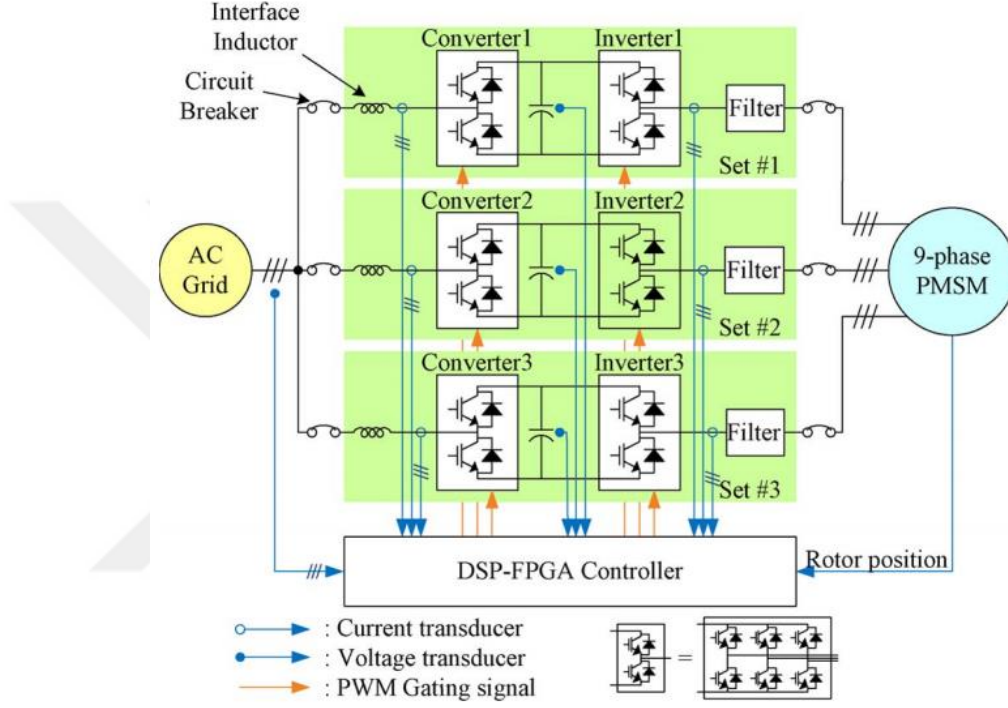 Interface
Inductor
Circuit
Breaker
Converter1
Inverter1
Filter
Set #1
Converter2
Inverter2
AC
Grid
Filter
9-phase
PMSM
Set #2
Converter3
Inverter3
Filter
Set #3
DSP-FPGA Controller
Rotor position
: Current transducer
: Voltage transducer
=
: PWM Gating signal